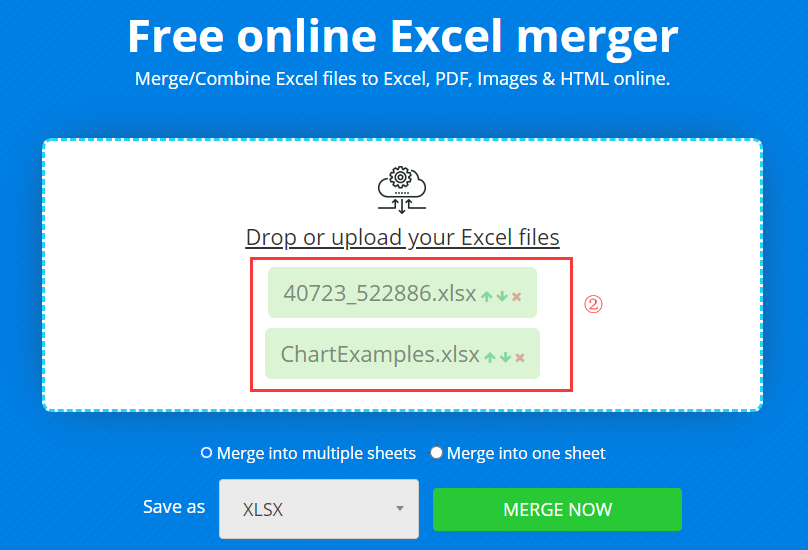 Free online Excel merger
Merge/Combine Excel files to Excel, PDF, Images & HTML online.
Drop or upload your Excel files
40723_522886.xlsx
②
ChartExamples.xlsx
Merge into multiple sheets Merge into one sheet
Save as XLSX MERGE NOW